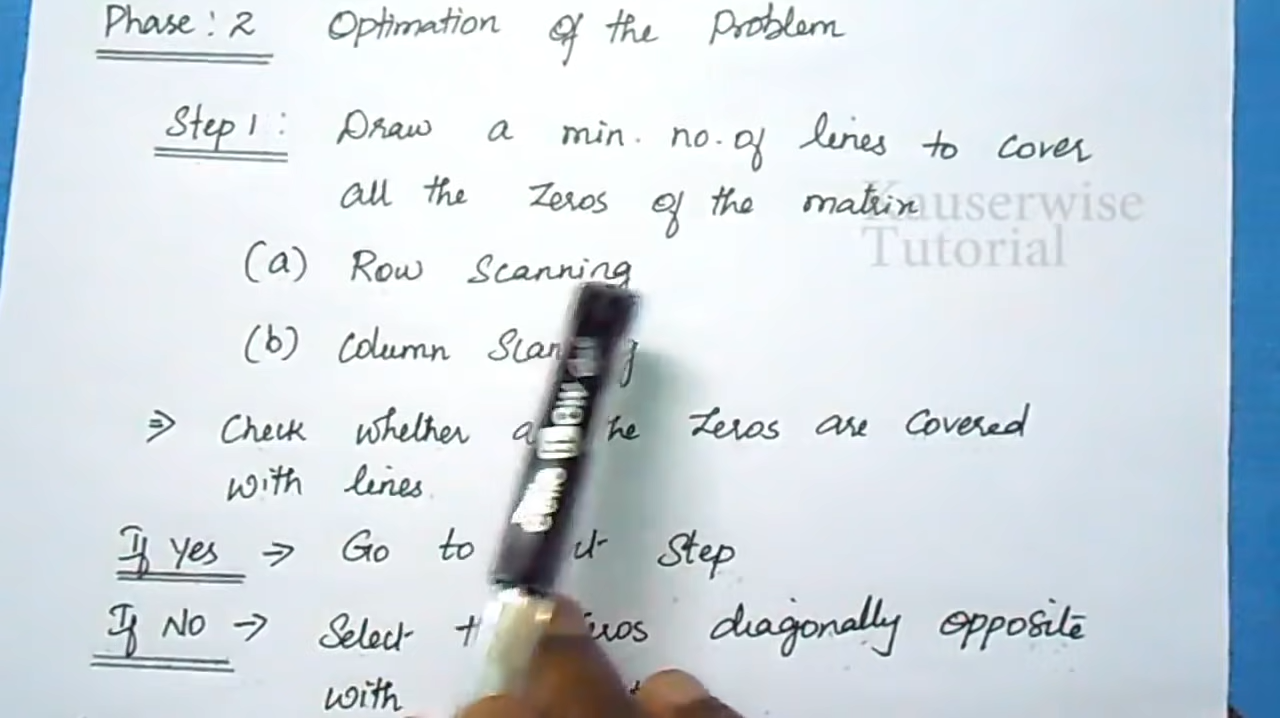 Phase: 2 Optimation of the Problem
Step 1: Draw a min. no. of lines to cover
all the Zeros of the matrix
Kauserwise
Tutorial
(a) Row Scanning
(b) Column
=> Check whether the Zeros are Covered
with lines.
If Yes → Go to Step
If No → Select diagonally opposite
with